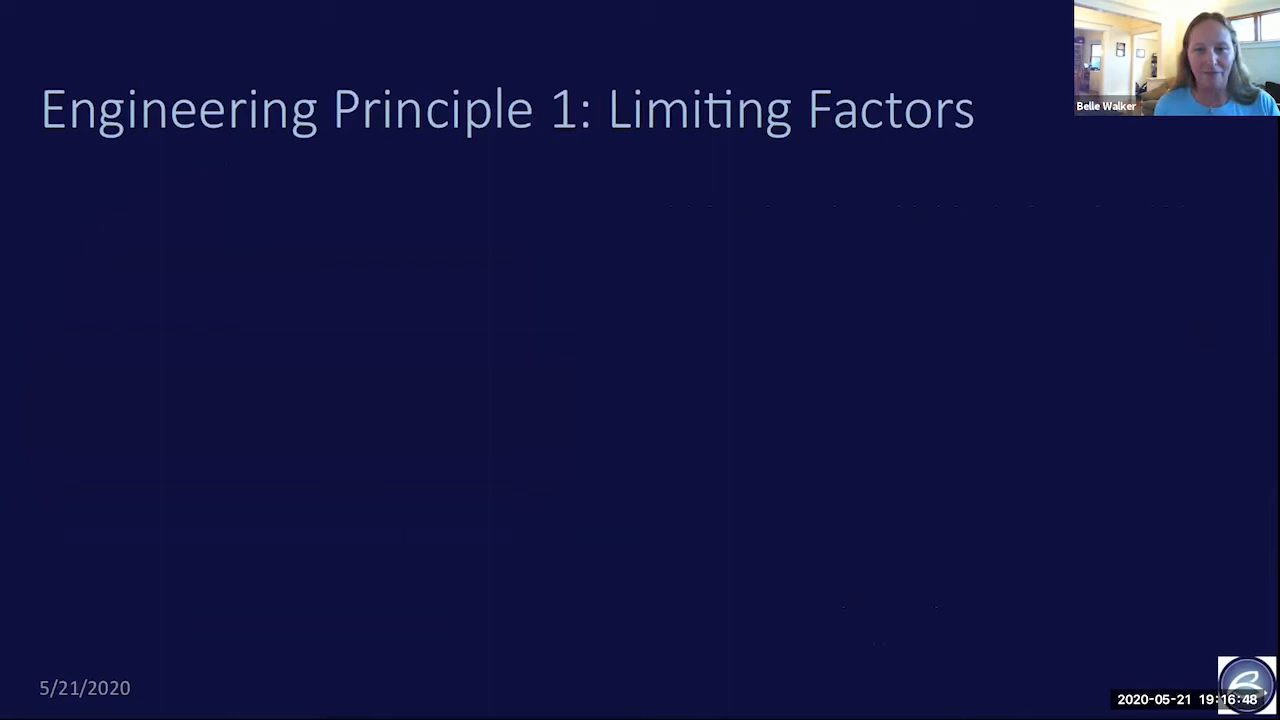 Engineering Principle 1: Limiting Factors
Belle Walker
5/21/2020
2020-05-21 19:16:48